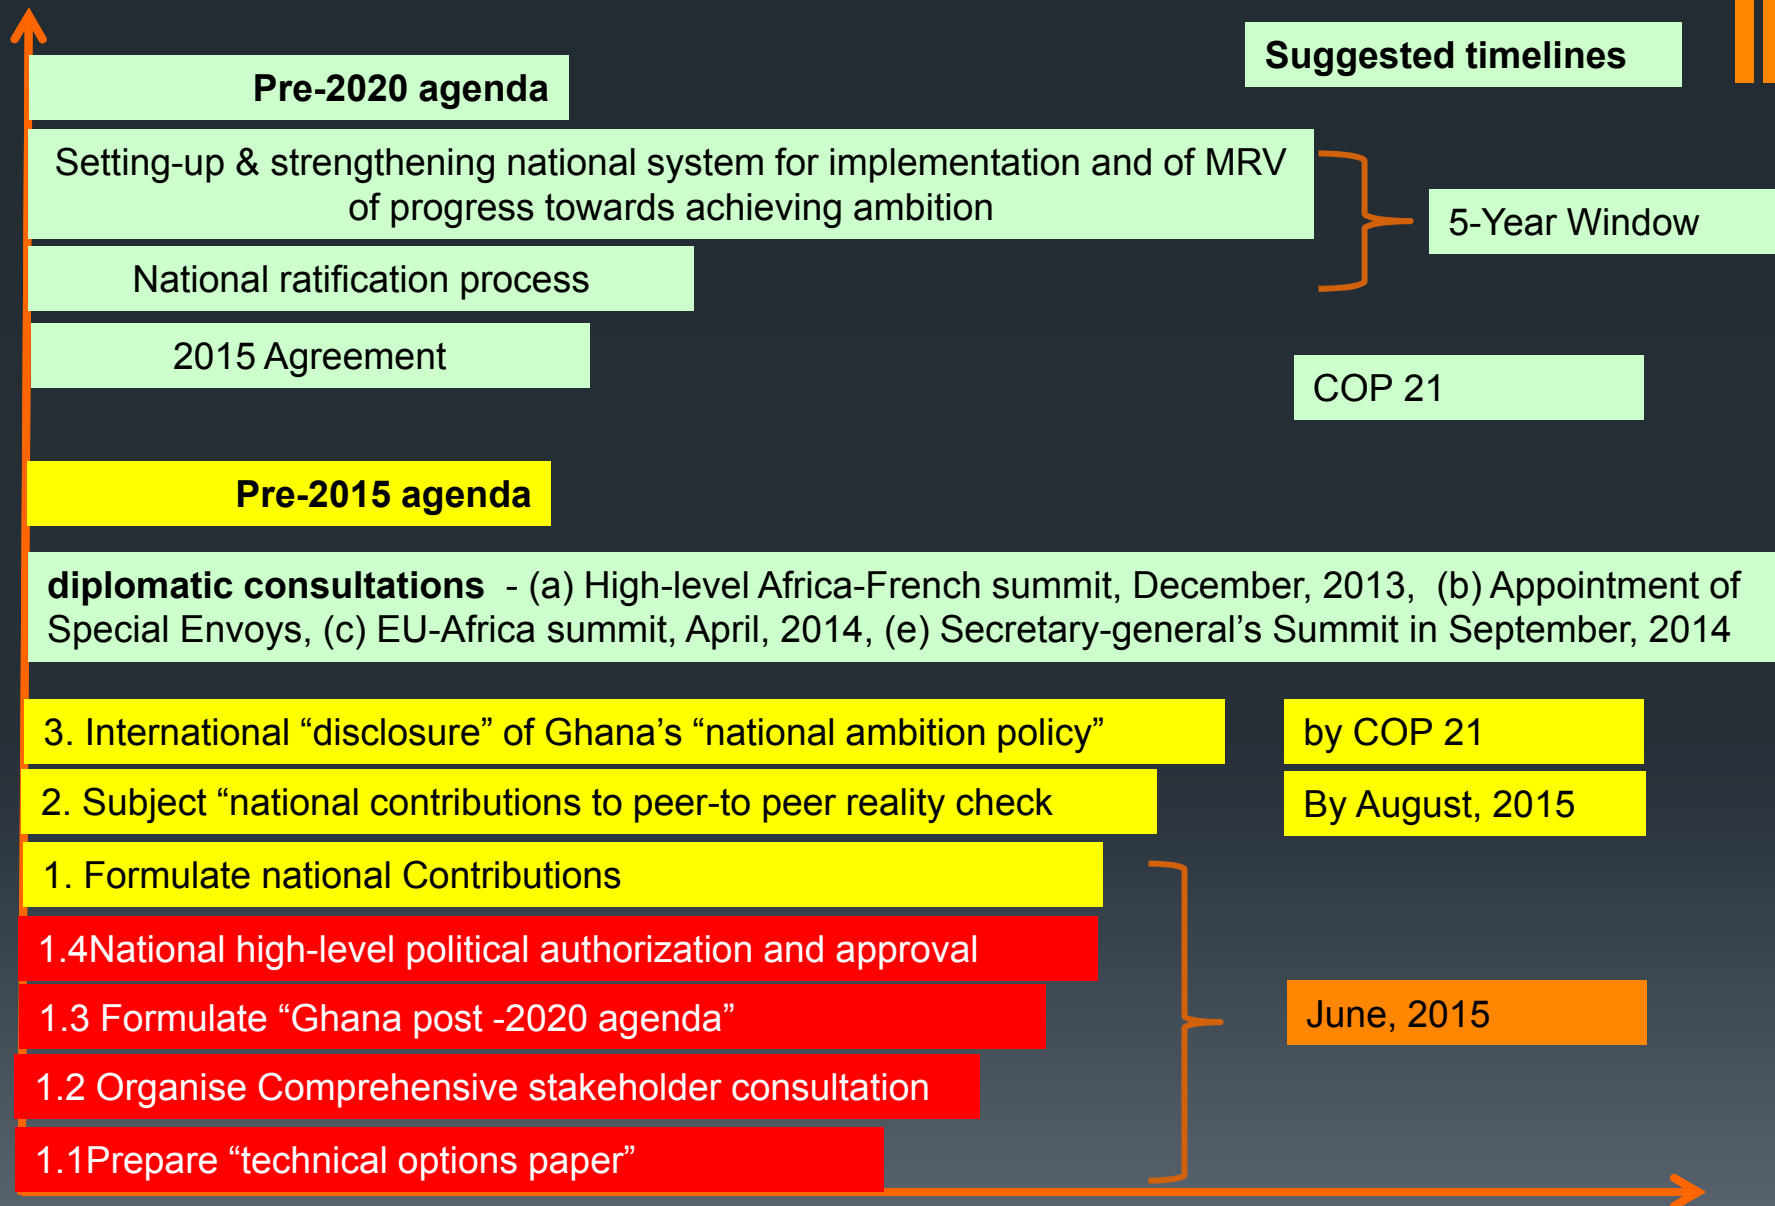 Suggested timelines
Pre-2020 agenda
Setting-up & strengthening national system for implementation and of MRV
of progress towards achieving ambition
5-Year Window
National ratification process
2015 Agreement
COP 21
Pre-2015 agenda
diplomatic consultations - (a) High-level Africa-French summit, December, 2013, (b) Appointment of
Special Envoys, (c) EU-Africa summit, April, 2014, (e) Secretary-general’s Summit in September, 2014
3. International “disclosure” of Ghana’s “national ambition policy”
by COP 21
2. Subject “national contributions to peer-to peer reality check
By August, 2015
1. Formulate national Contributions
1.4National high-level political authorization and approval
1.3 Formulate “Ghana post -2020 agenda”
June, 2015
1.2 Organise Comprehensive stakeholder consultation
1.1Prepare “technical options paper”